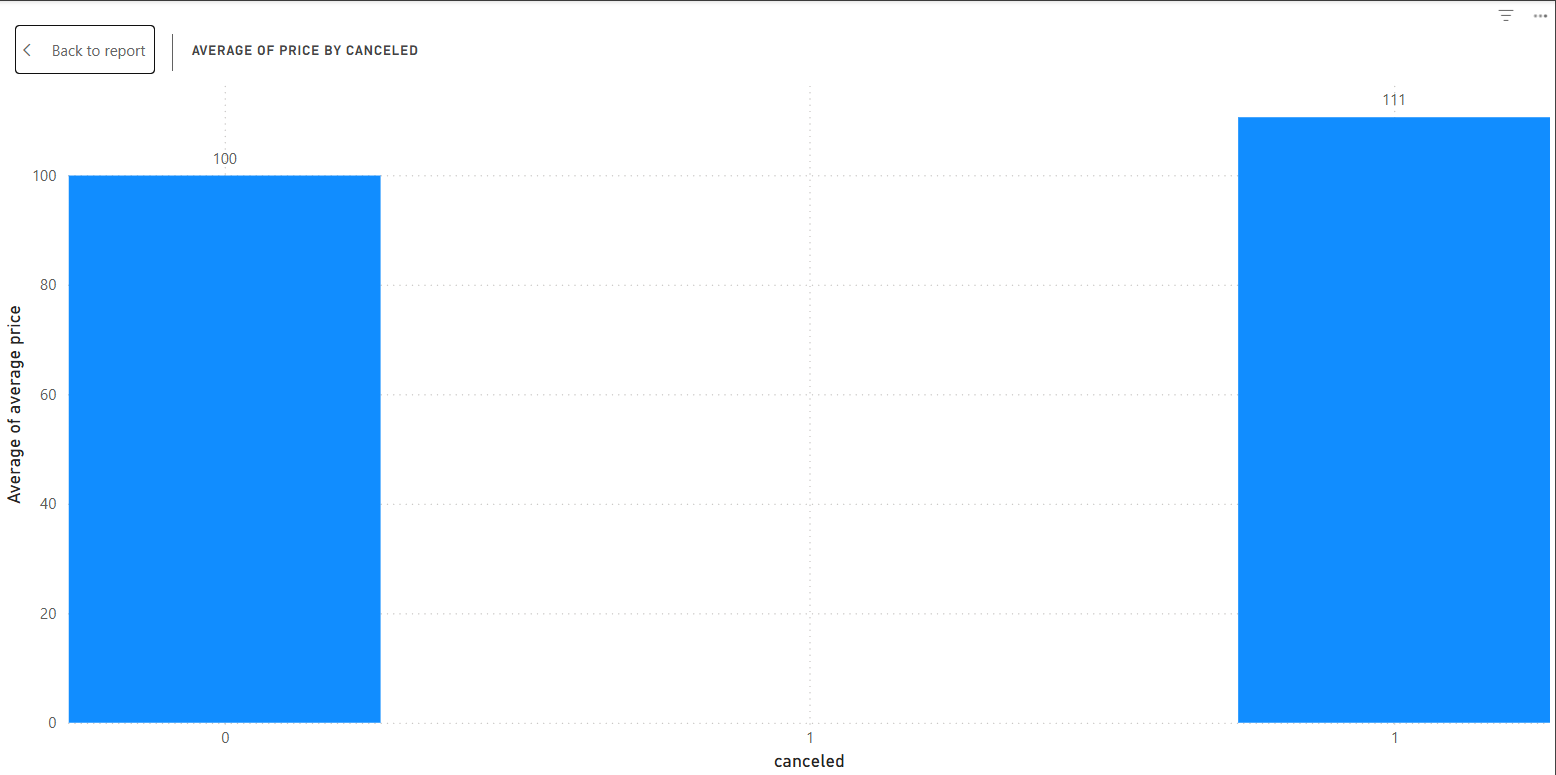 Back to report
AVERAGE OF PRICE BY CANCELED
111
100
100
80
60
40
20
0
Average of average price
0 1 1
canceled